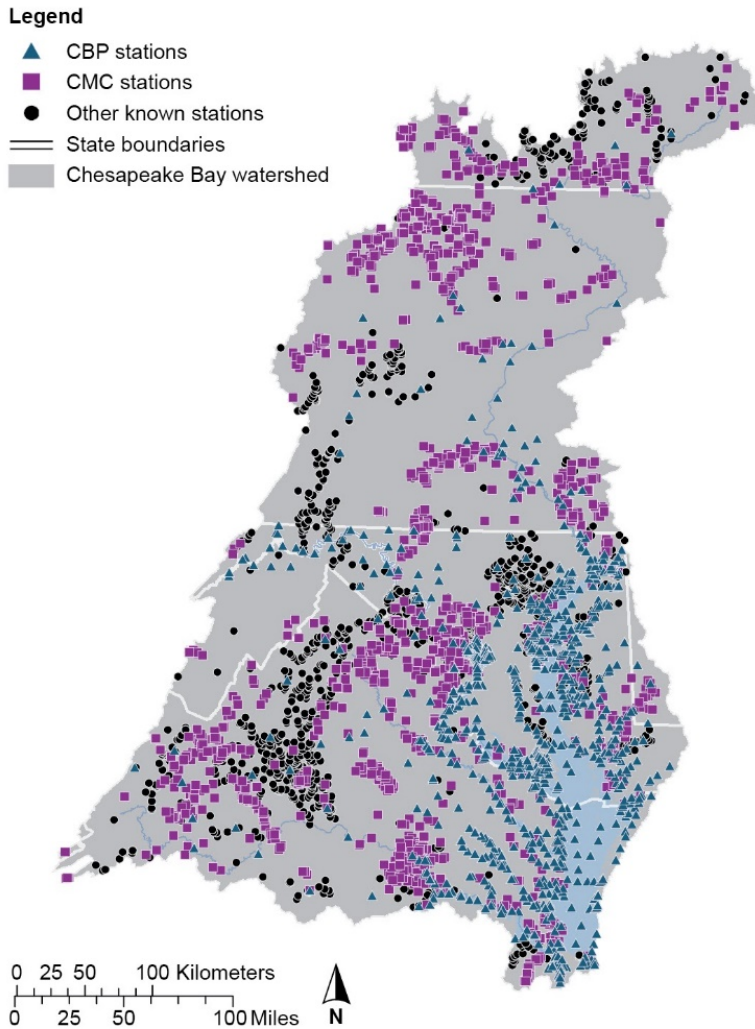 Legend
CBP stations
CMC stations
Other known stations
State boundaries
Chesapeake Bay watershed
0 25 50 100 Kilometers
0 25 50 100 Miles
N